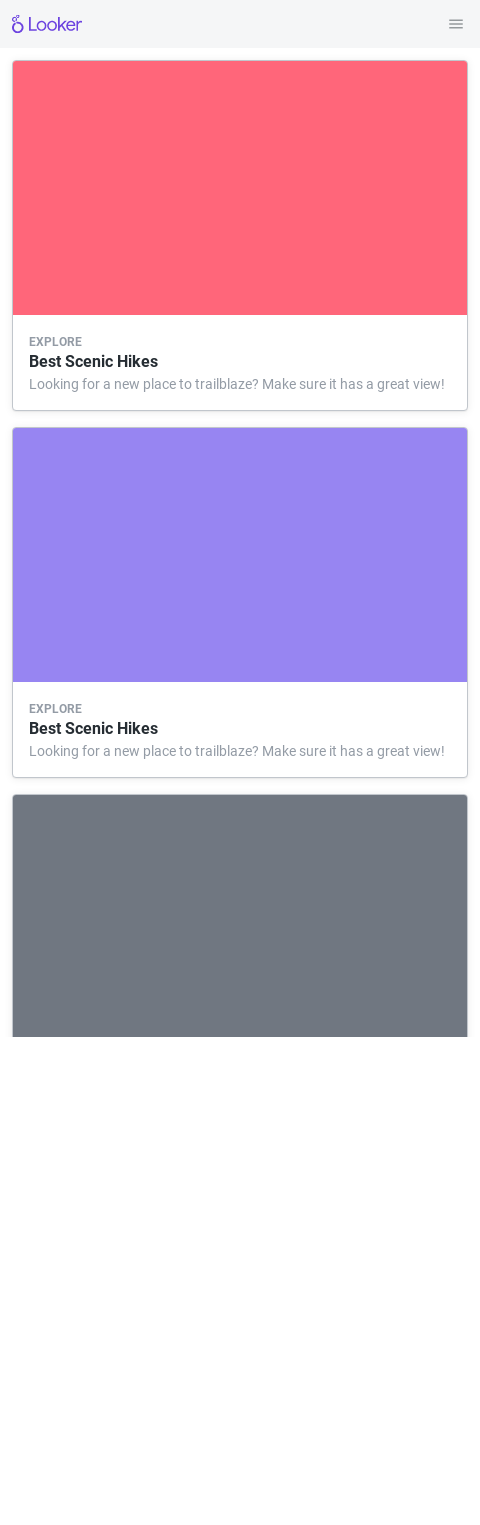 Looker
EXPLORE
Best Scenic Hikes
Looking for a new place to trailblaze? Make sure it has a great view!
EXPLORE
Best Scenic Hikes
Looking for a new place to trailblaze? Make sure it has a great view!